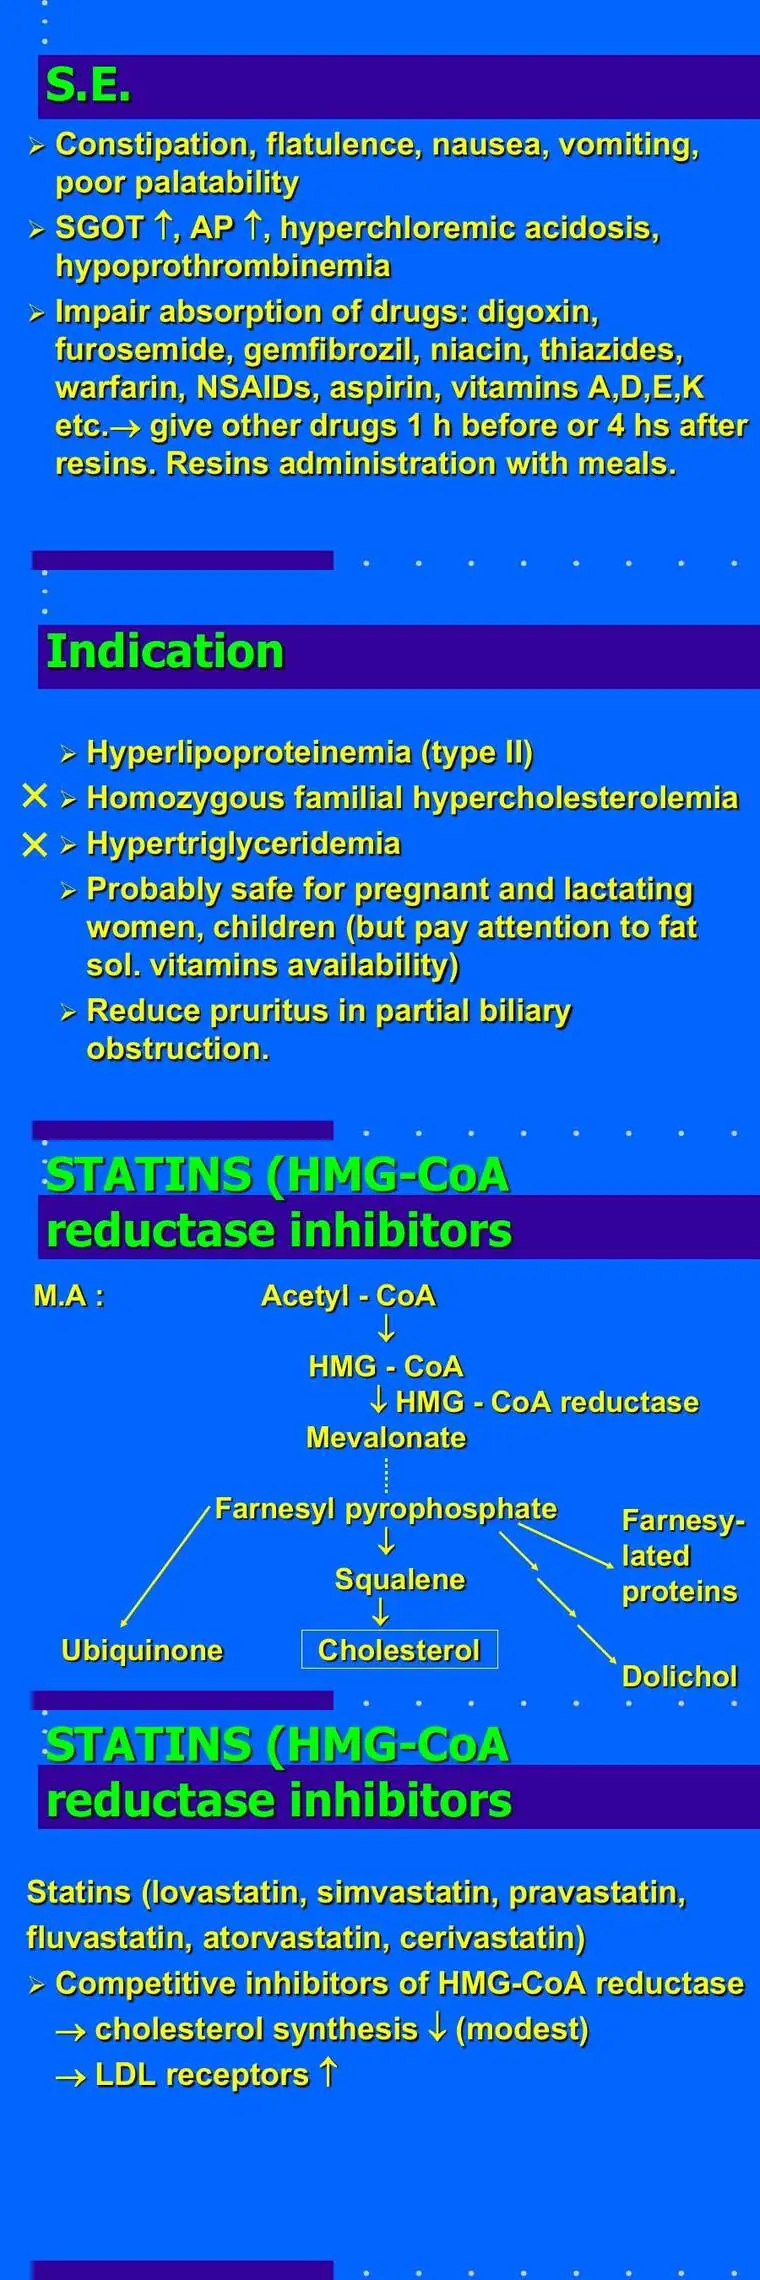 S.E.
➢ Constipation, flatulence, nausea, vomiting,
poor palatability
➢ SGOT ↑, AP ↑, hyperchloremic acidosis,
hypoprothrombinemia
➢ Impair absorption of drugs: digoxin,
furosemide, gemfibrozil, niacin, thiazides,
warfarin, NSAIDs, aspirin, vitamins A,D,E,K
etc.→ give other drugs 1 h before or 4 hs after
resins. Resins administration with meals.
Indication
➢ Hyperlipoproteinemia (type II)
✕ ➢ Homozygous familial hypercholesterolemia
✕ ➢ Hypertriglyceridemia
➢ Probably safe for pregnant and lactating
women, children (but pay attention to fat
sol. vitamins availability)
➢ Reduce pruritus in partial biliary
obstruction.
STATINS (HMG-CoA
reductase inhibitors
M.A : Acetyl - CoA
↓
HMG - CoA
↓ HMG - CoA reductase
Mevalonate
Farnesyl pyrophosphate
Farnesy-
lated
proteins
↓
Squalene
↓
Ubiquinone
Cholesterol
Dolichol
STATINS (HMG-CoA
reductase inhibitors
Statins (lovastatin, simvastatin, pravastatin,
fluvastatin, atorvastatin, cerivastatin)
➢ Competitive inhibitors of HMG-CoA reductase
→ cholesterol synthesis ↓ (modest)
→ LDL receptors ↑